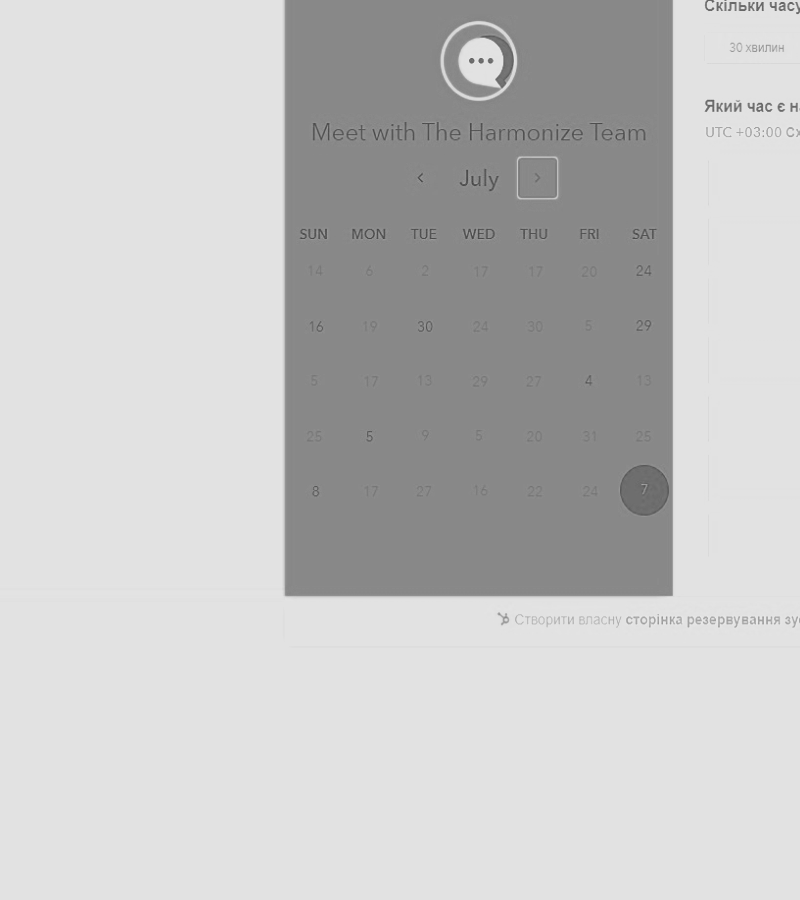 Скільки часу
30 хвилин
Meet with The Harmonize Team
Який час є
UTC +03:00
July
SUN MON TUE WED THU FRI SAT
14 6 2 17 17 20 24
16 19 30 24 30 5 29
5 17 13 29 27 4 13
25 5 9 5 20 31 25
8 17 27 16 22 24 7
Створити власну сторінка резервування